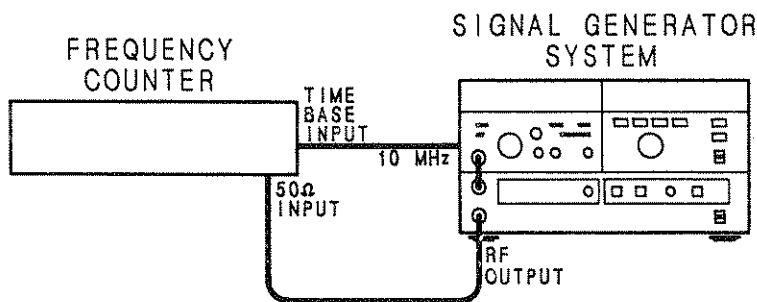 FREQUENCY
COUNTER
SIGNAL GENERATOR
SYSTEM
TIME
BASE
INPUT
10 MHz
50Ω
INPUT
RF
OUTPUT